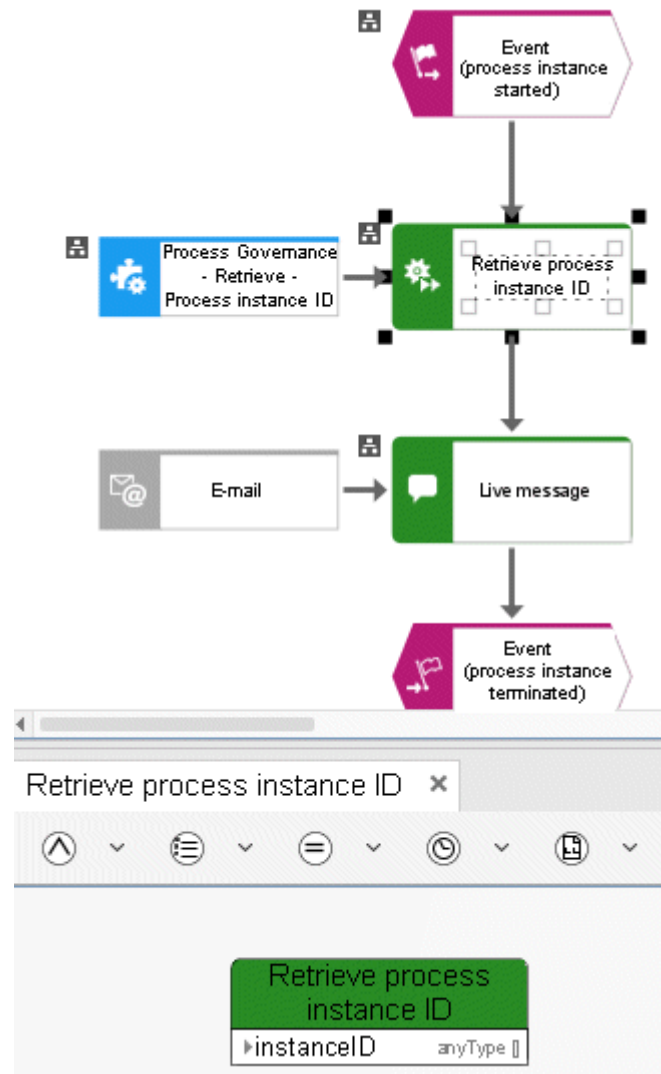 Event
(process instance
started)
Process Governance
- Retrieve -
Process instance ID
Retrieve process
instance ID
E-mail
Live message
Event
(process instance
terminated)
Retrieve process instance ID ×
Retrieve process
instance ID
instanceID anyType []